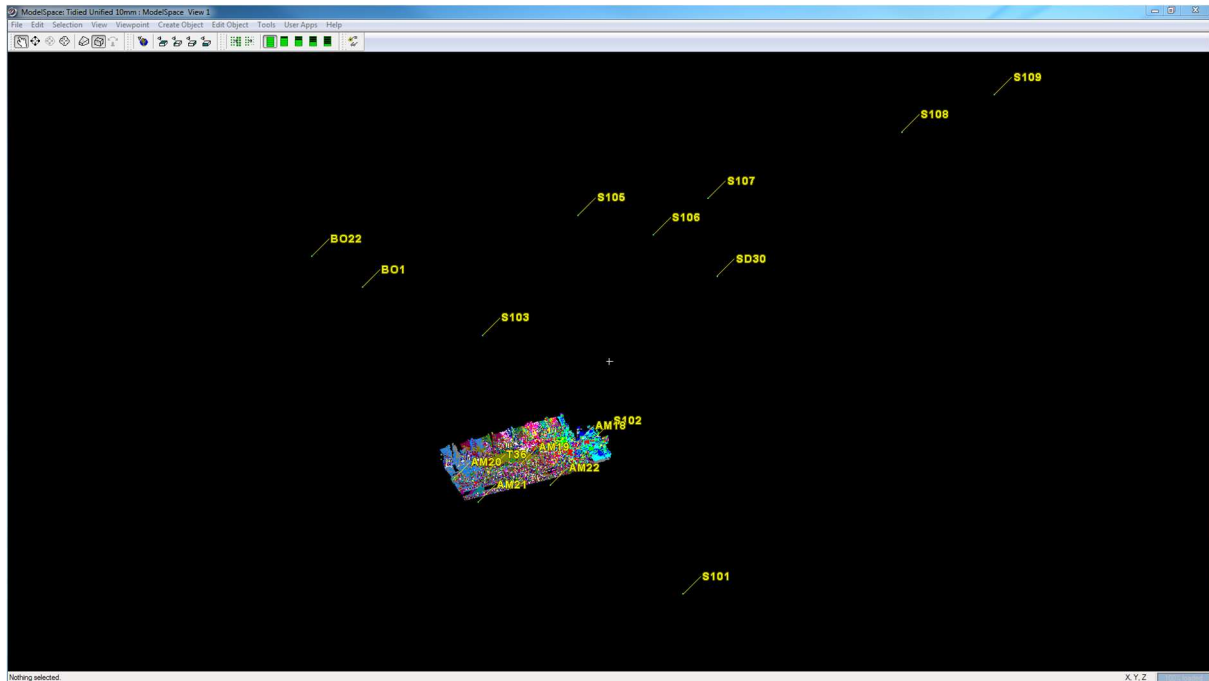 ModelSpace: Tidied Unified 10mm : ModelSpace View 1
File Edit Selection View Viewpoint Create Object Edit Object Tools User Apps Help
S109
S108
S107
S105
S106
BO22
SD30
BO1
S103
S102
AM18
AM19
T36
AM20
AM22
AM21
S101
Nothing selected.
X, Y, Z